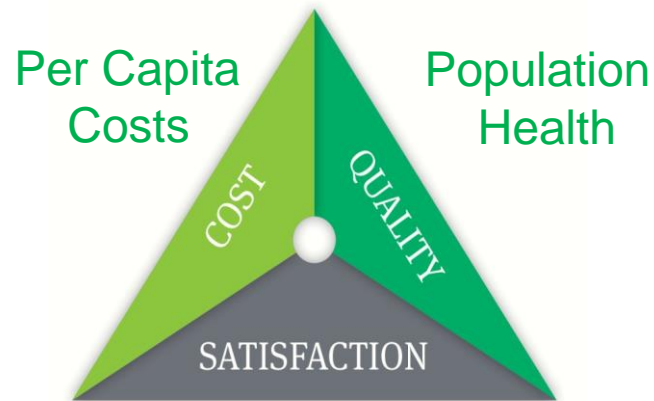 Per Capita
Costs
Population
Health
COST
QUALITY
SATISFACTION